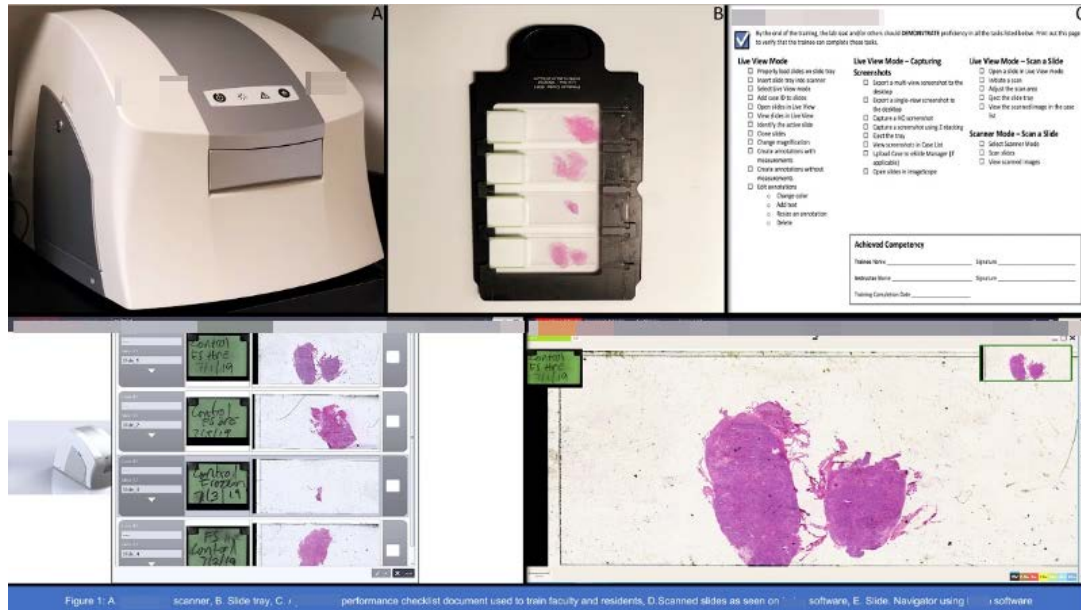 A
B
C
By the end of the training, the lab lead and/or others should DEMONSTRATE proficiency in all the tasks listed below. Print out this page
to verify that the trainee can complete these tasks.
Live View Mode
Properly load slides on slide tray
Insert slide tray into scanner
Select Live View mode
Add case ID to slides
Open slides in Live View
View slides in Live View
Identify the active slide
Close slides
Change magnification
Create annotations with
measurements
Create annotations without
measurements
Edit annotations
Change color
Add text
Resize an annotation
Delete
Live View Mode – Capturing
Screenshots
Export a multi-view screenshot to the
desktop
Export a single-view screenshot to
the desktop
Capture a HQ screenshot
Capture a screenshot using Z stacking
Eject the tray
View screenshots in Case List
Upload Case to eSlide Manager (if
applicable)
Open slides in ImageScope
Live View Mode – Scan a Slide
Open a slide in Live View mode
Initiate a scan
Adjust the scan area
Eject the slide tray
View the scanned image in the case
list
Scanner Mode – Scan a Slide
Select Scanner Mode
Scan slides
View scanned images
Achieved Competency
Trainee Name Signature
Instructor Name Signature
Training Completion Date
Control
FS
7/1/19
Control
FS
Slide_2
Control
Frozen
7/3/19
Slide_3
FS
Control
7/2/19
Slide_4
Control
FS
7/1/19
Figure 1: A scanner, B. Slide tray, C. performance checklist document used to train faculty and residents, D.Scanned slides as seen on software, E. Slide. Navigator using software